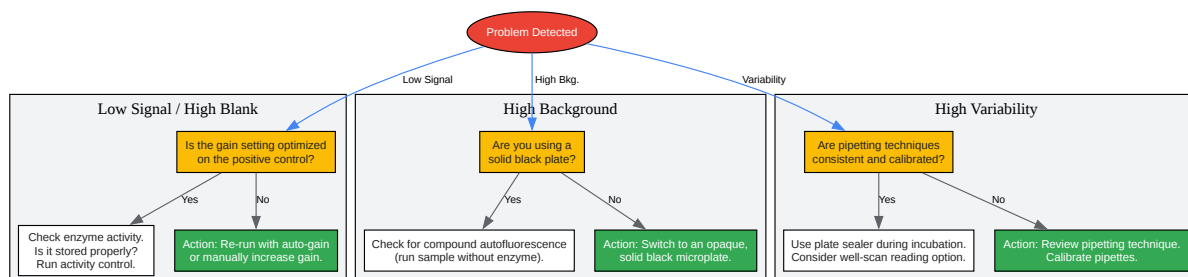 Problem Detected
Low Signal
High Bkg.
Variability
Low Signal / High Blank
Is the gain setting optimized
on the positive control?
Yes
No
Check enzyme activity.
Is it stored properly?
Run activity control.
Action: Re-run with auto-gain
or manually increase gain.
High Background
Are you using a
solid black plate?
Yes
No
Check for compound autofluorescence
(run sample without enzyme).
Action: Switch to an opaque,
solid black microplate.
High Variability
Are pipetting techniques
consistent and calibrated?
Yes
No
Use plate sealer during incubation.
Consider well-scan reading option.
Action: Review pipetting technique.
Calibrate pipettes.